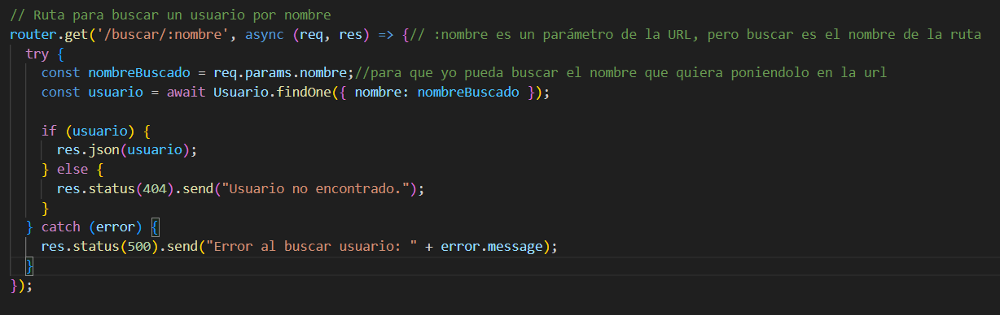 // Ruta para buscar un usuario por nombre
router.get('/buscar/:nombre', async (req, res) => {// :nombre es un parámetro de la URL, pero buscar es el nombre de la ruta
  try {
    const nombreBuscado = req.params.nombre;//para que yo pueda buscar el nombre que quiera poniendolo en la url
    const usuario = await Usuario.findOne({ nombre: nombreBuscado });

    if (usuario) {
      res.json(usuario);
    } else {
      res.status(404).send("Usuario no encontrado.");
    }
  } catch (error) {
    res.status(500).send("Error al buscar usuario: " + error.message);
  }
});